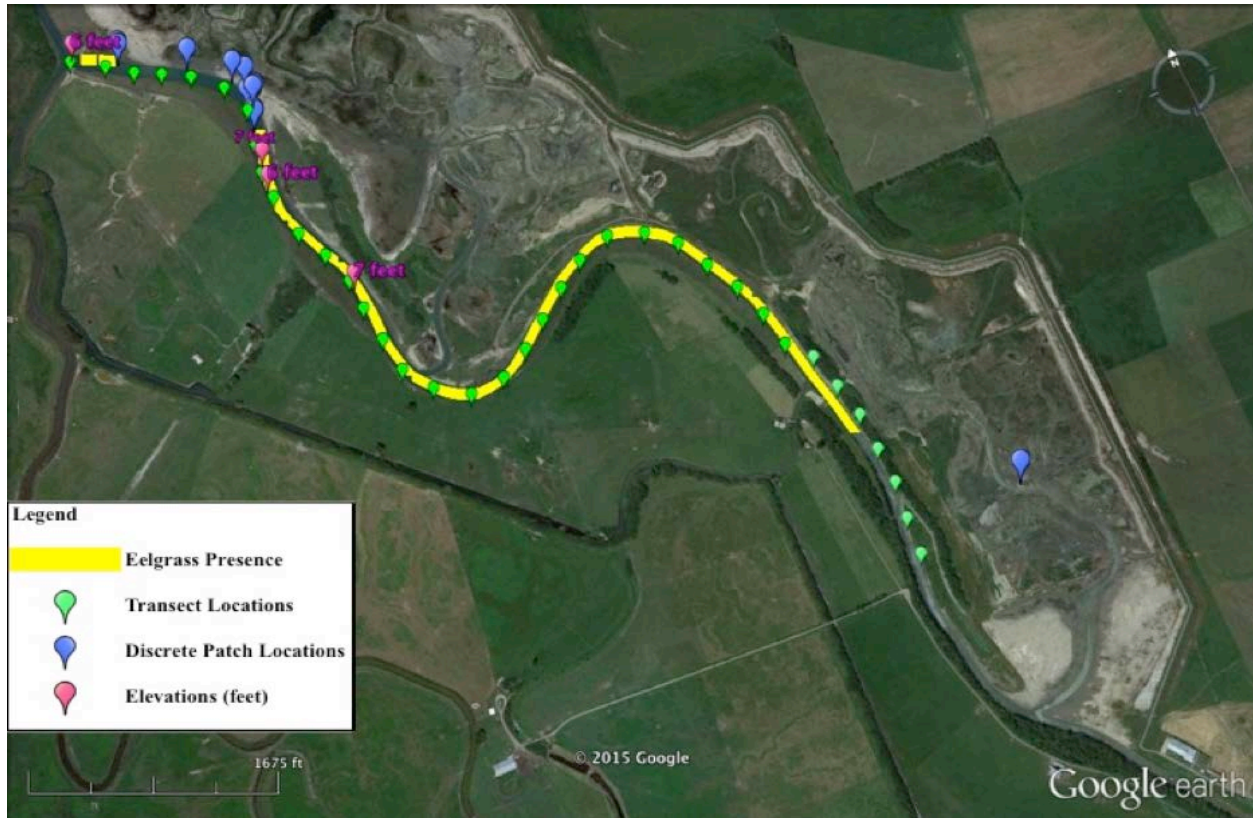 6 feet
7 feet
6 feet
7 feet
Legend
Eelgrass Presence
Transect Locations
Discrete Patch Locations
Elevations (feet)
1675 ft
© 2015 Google
Google earth
N